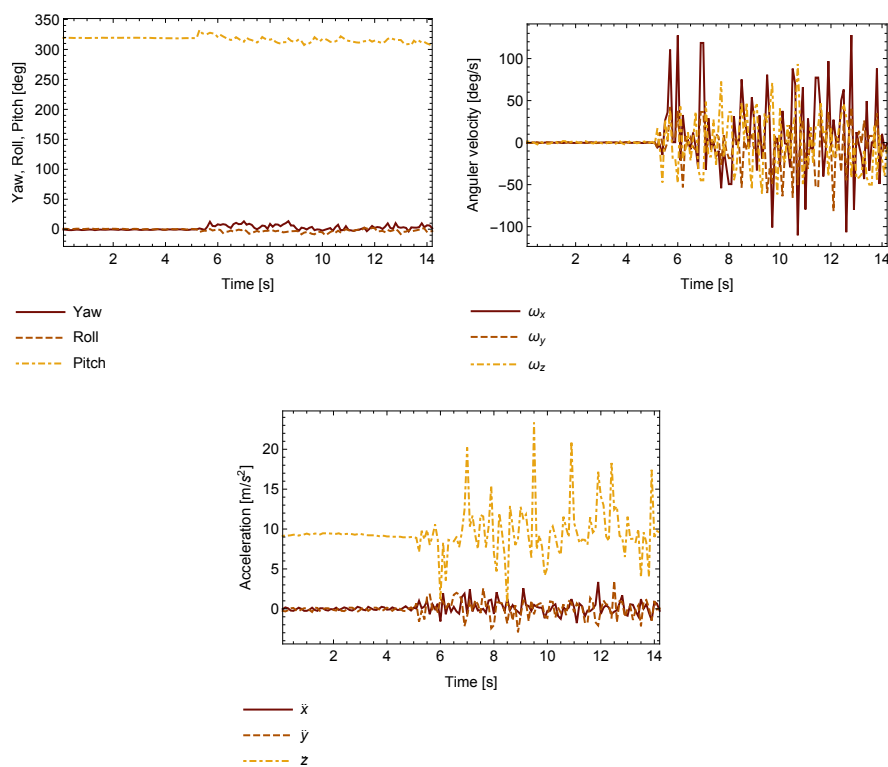 Yaw, Roll, Pitch [deg]
350
300
250
200
150
100
50
0
2 4 6 8 10 12 14
Time [s]
Yaw
Roll
Pitch
Anguler velocity [deg/s]
100
50
0
−50
−100
2 4 6 8 10 12 14
Time [s]
ωx
ωy
ωz
Acceleration [m/s²]
20
15
10
5
0
2 4 6 8 10 12 14
Time [s]
ẍ
ÿ
z̈